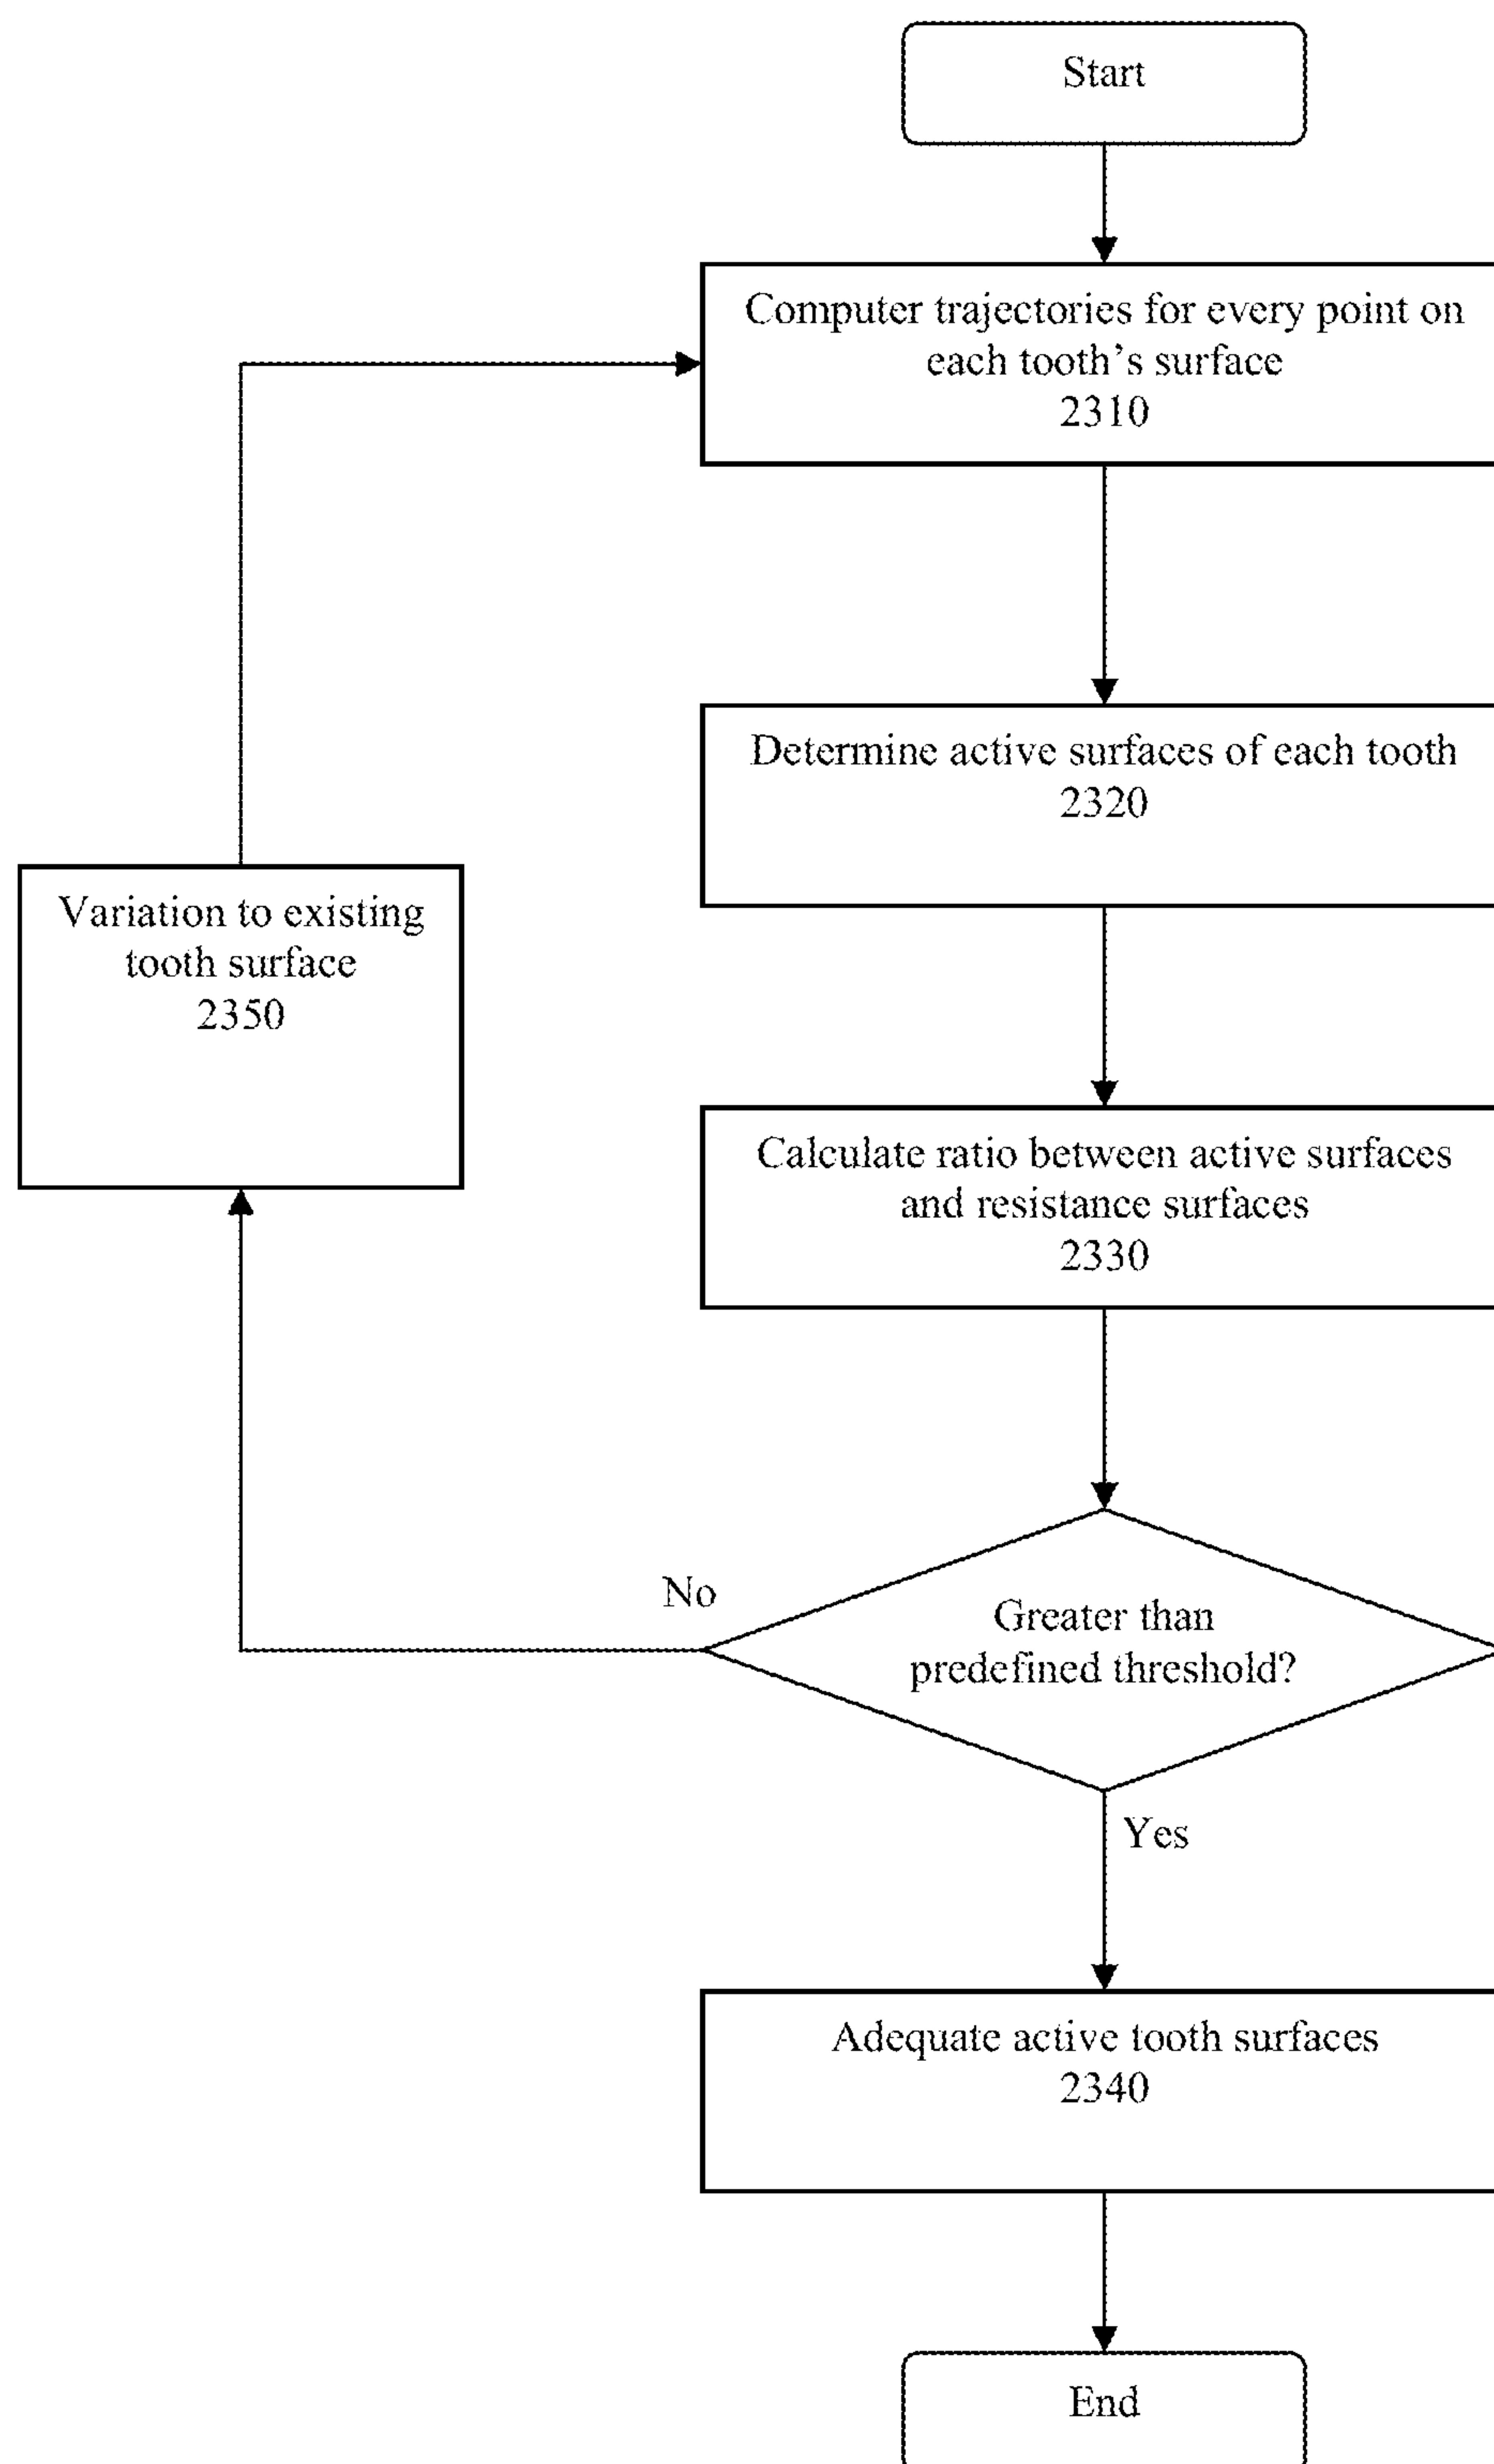 Start
Computer trajectories for every point on
each tooth's surface
2310
Determine active surfaces of each tooth
2320
Variation to existing
tooth surface
2350
Calculate ratio between active surfaces
and resistance surfaces
2330
No
Greater than
predefined threshold?
Yes
Adequate active tooth surfaces
2340
End